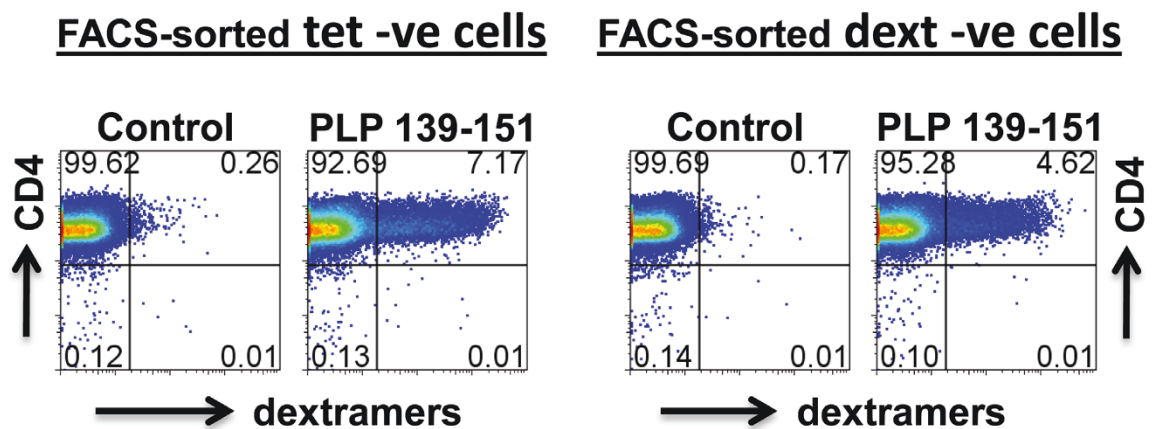 FACS-sorted tet -ve cells
FACS-sorted dext -ve cells
Control
PLP 139-151
Control
PLP 139-151
CD4
99.62 0.26
0.12 0.01
92.69 7.17
0.13 0.01
99.69 0.17
0.14 0.01
95.28 4.62
0.10 0.01
CD4
dextramers
dextramers